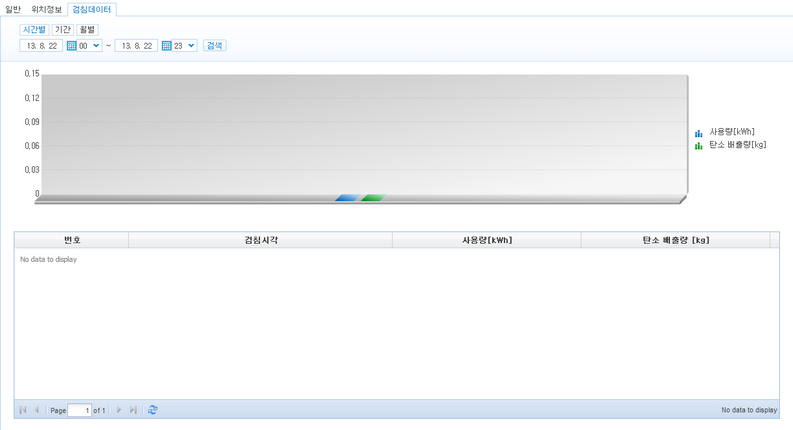 일반 위치정보 검침데이터
시간별 기간 월별
13. 8. 22 00 ~ 13. 8. 22 23 검색
0.15
0.12
0.09
0.06
0.03
0
사용량[kWh]
탄소 배출량[kg]
번호 검침시각 사용량[kWh] 탄소 배출량 [kg]
No data to display
Page 1 of 1 No data to display